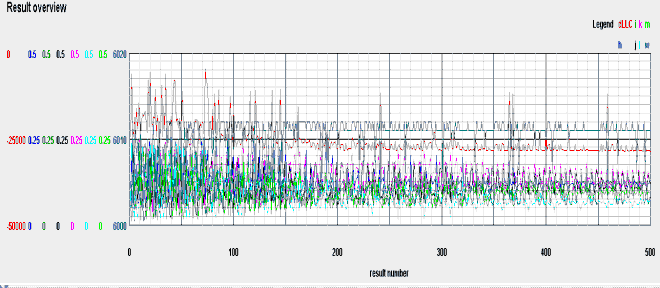 Result overview
Legend dLLC i k m
h j l w
0 0.5 0.5 0.5 0.5 0.5 0.5 6020
-25000 0.25 0.25 0.25 0.25 0.25 0.25 6010
-50000 0 0 0 0 0 0 6000
0 100 200 300 400 500
result number